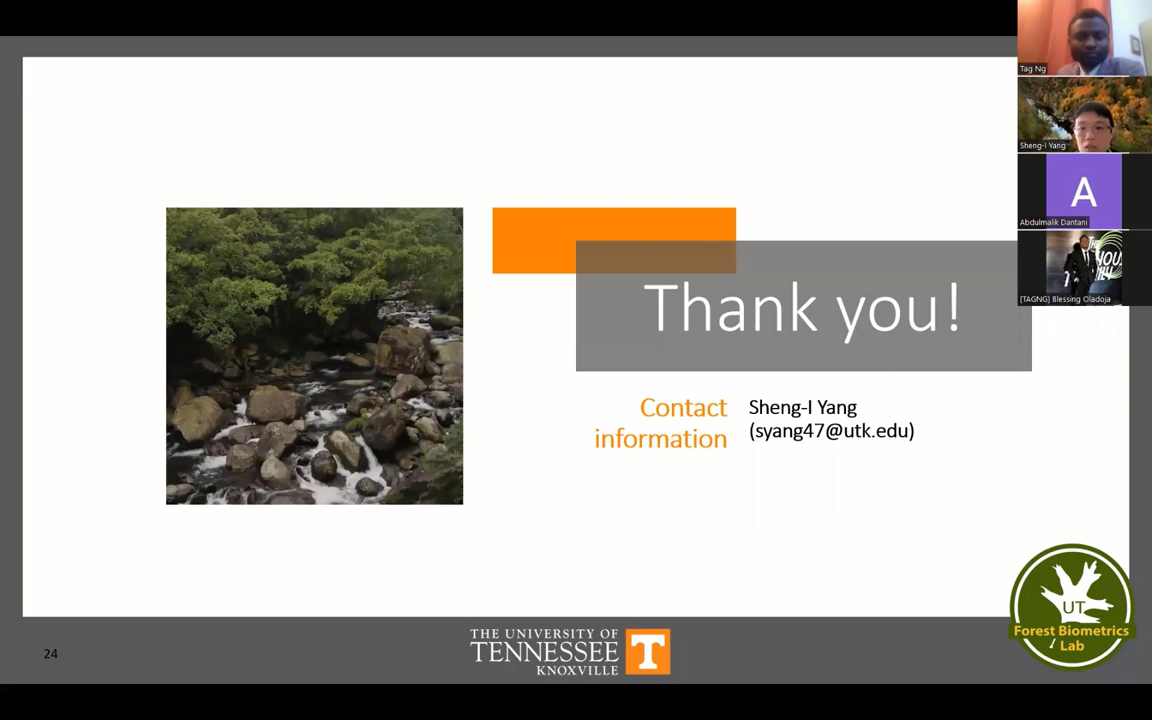 Thank you!
Contact
information
Sheng-I Yang
(syang47@utk.edu)
24
THE UNIVERSITY OF
TENNESSEE
KNOXVILLE
T
UT
Forest Biometrics
Lab
Tag Ng
Sheng-i Yang
A
Abdulmalik Dantani
[TAGNG] Blessing Oladoja